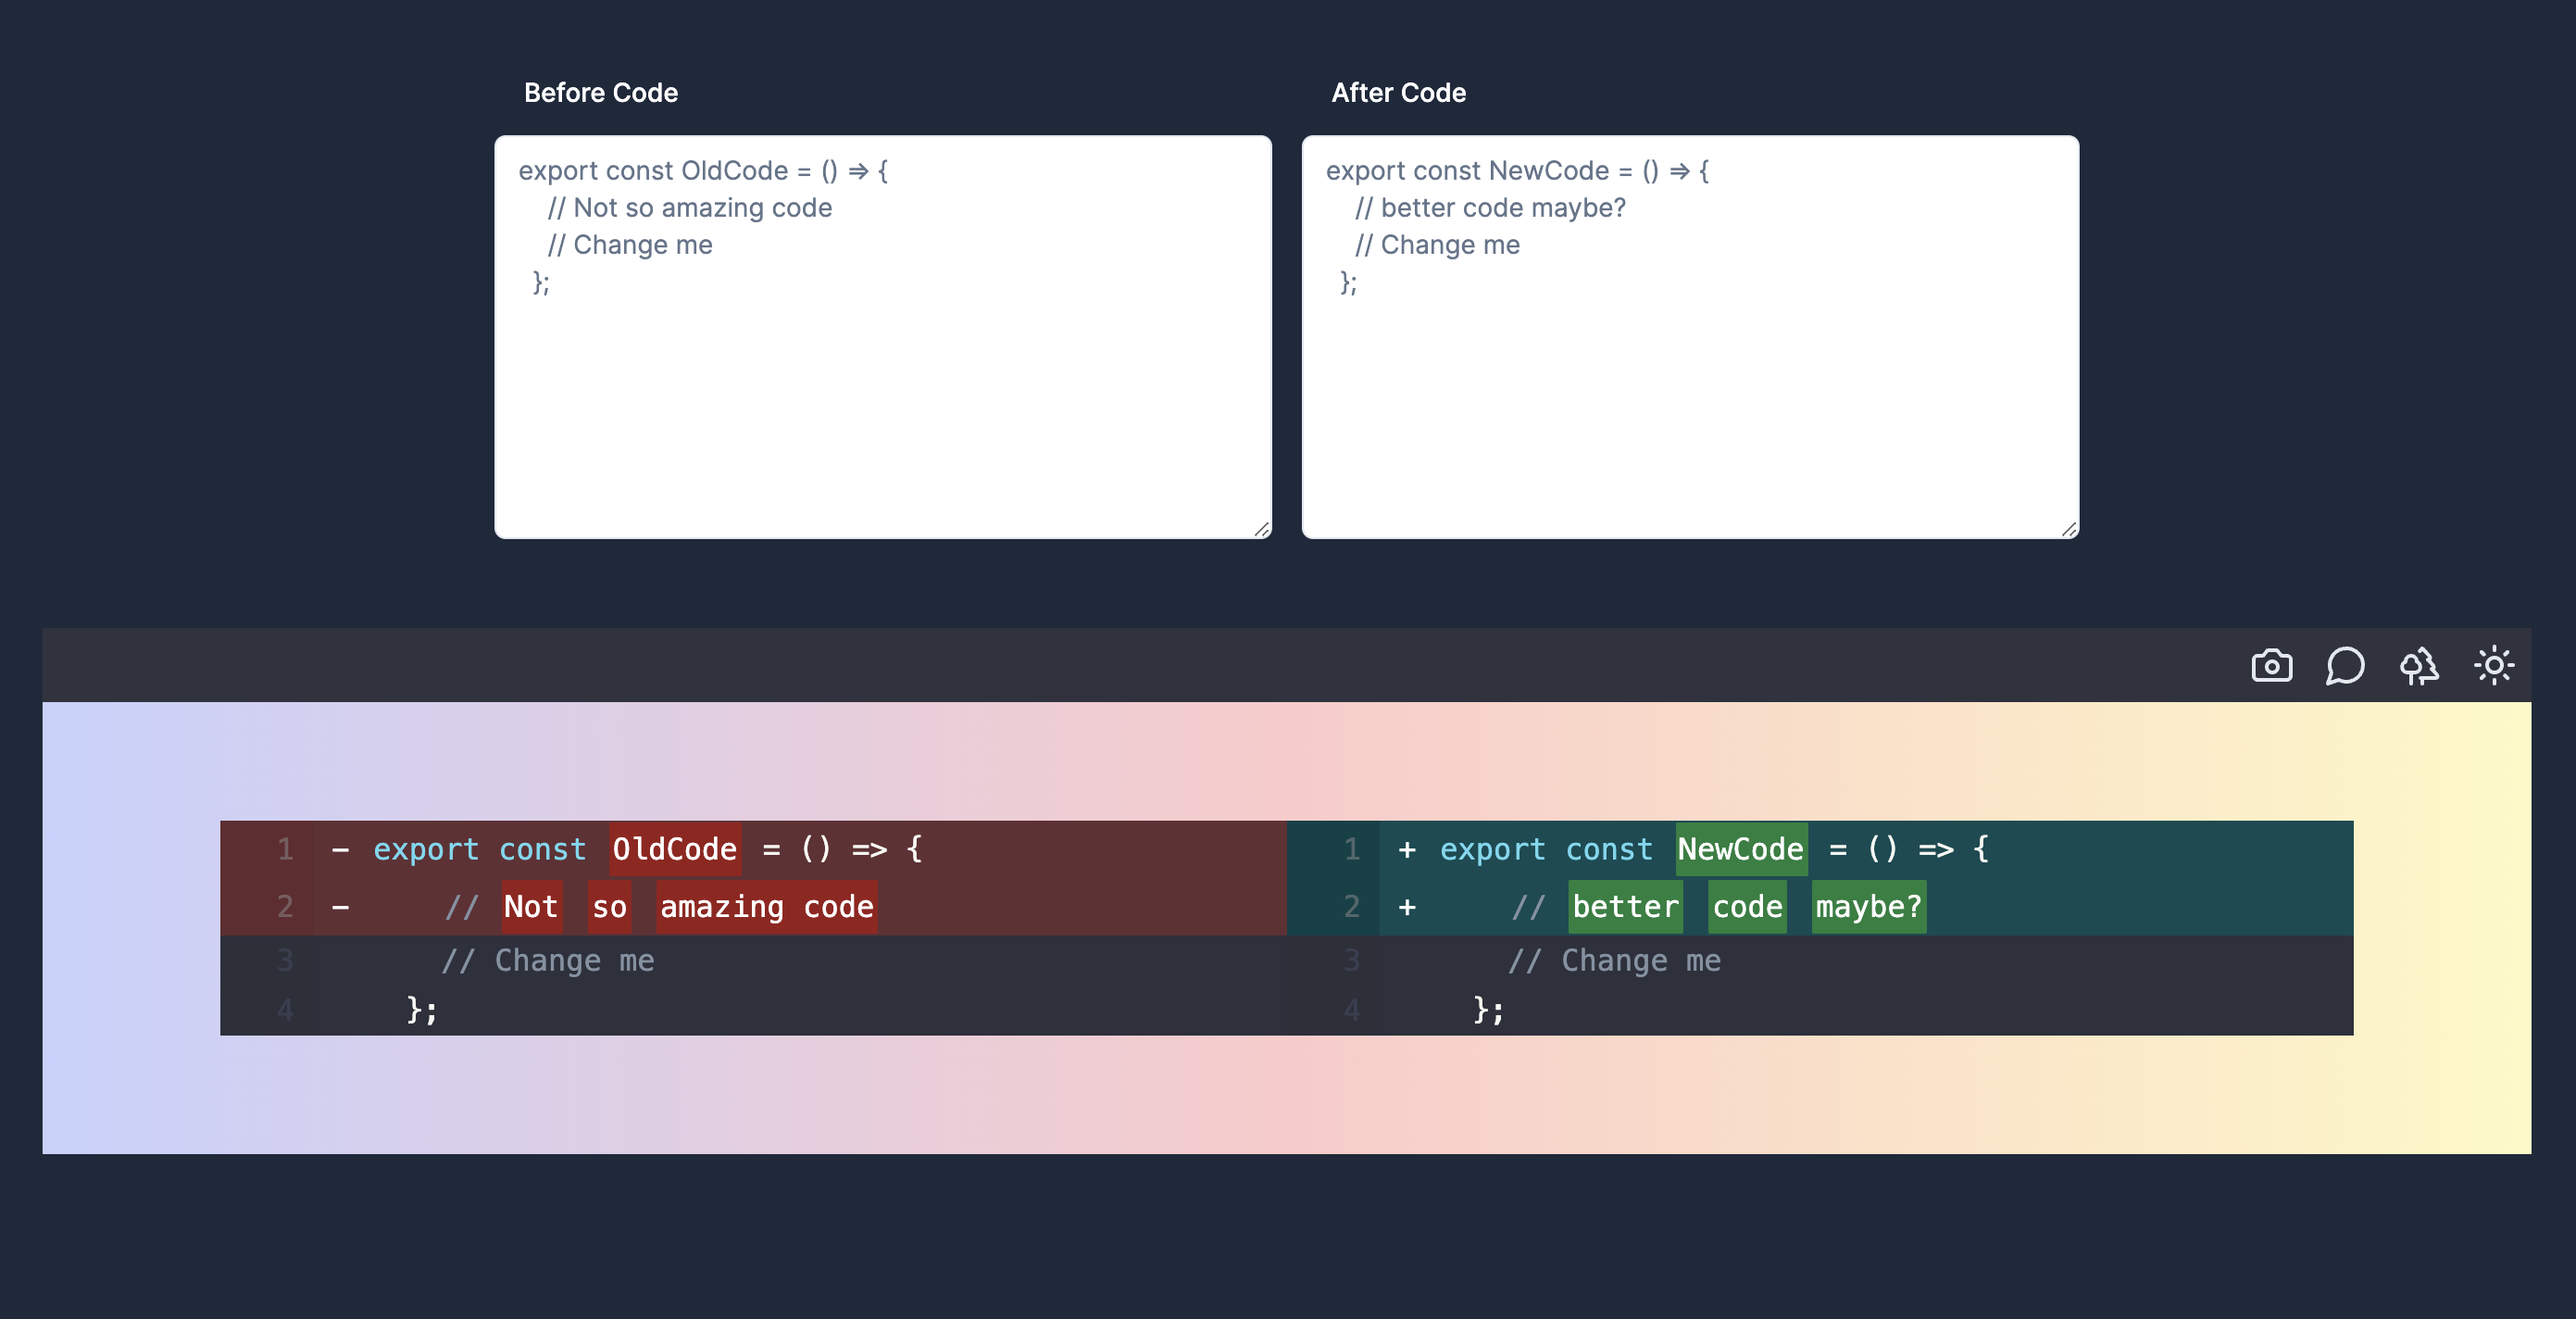 Before Code
export const OldCode = () => {
// Not so amazing code
// Change me
};
After Code
export const NewCode = () => {
// better code maybe?
// Change me
};
1 - export const OldCode = () => {
2 - // Not so amazing code
3 // Change me
4 };
1 + export const NewCode = () => {
2 + // better code maybe?
3 // Change me
4 };